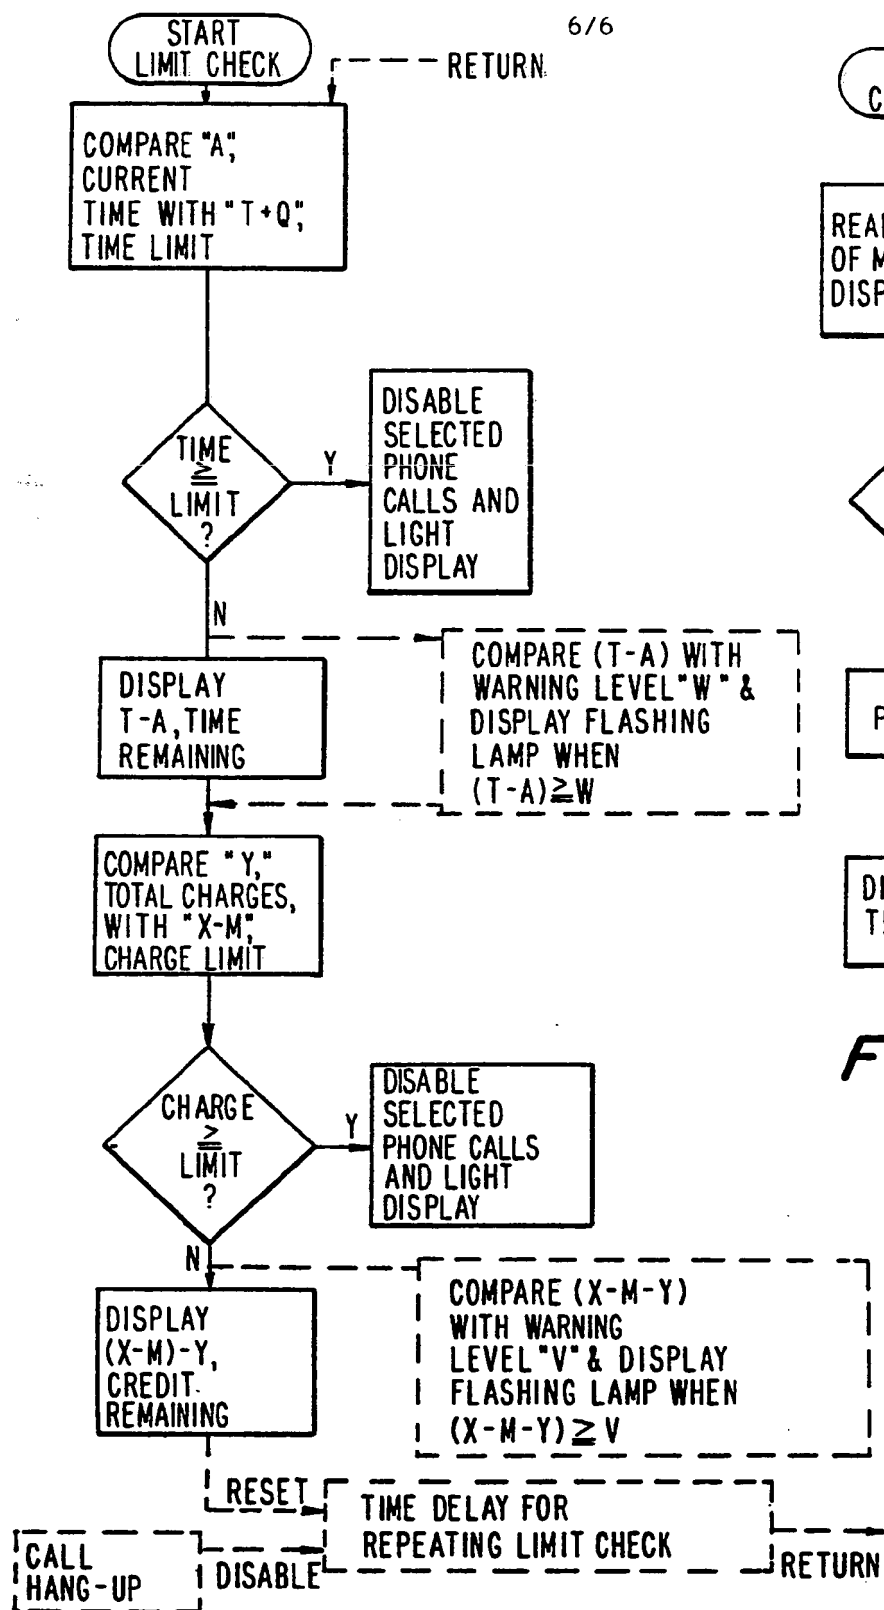 6/6
START
LIMIT CHECK
RETURN
COMPARE "A",
CURRENT
TIME WITH "T+Q",
TIME LIMIT
TIME
≧
LIMIT
?
Y
DISABLE
SELECTED
PHONE
CALLS AND
LIGHT
DISPLAY
N
COMPARE (T-A) WITH
WARNING LEVEL "W" &
DISPLAY FLASHING
LAMP WHEN
(T-A)≧W
DISPLAY
T-A, TIME
REMAINING
COMPARE "Y,"
TOTAL CHARGES,
WITH "X-M",
CHARGE LIMIT
CHARGE
≧
LIMIT
?
Y
DISABLE
SELECTED
PHONE CALLS
AND LIGHT
DISPLAY
N
COMPARE (X-M-Y)
WITH WARNING
LEVEL "V" & DISPLAY
FLASHING LAMP WHEN
(X-M-Y)≧V
DISPLAY
(X-M)-Y,
CREDIT
REMAINING
RESET
TIME DELAY FOR
REPEATING LIMIT CHECK
CALL
HANG-UP
DISABLE
RETURN
C
OF M
P
F